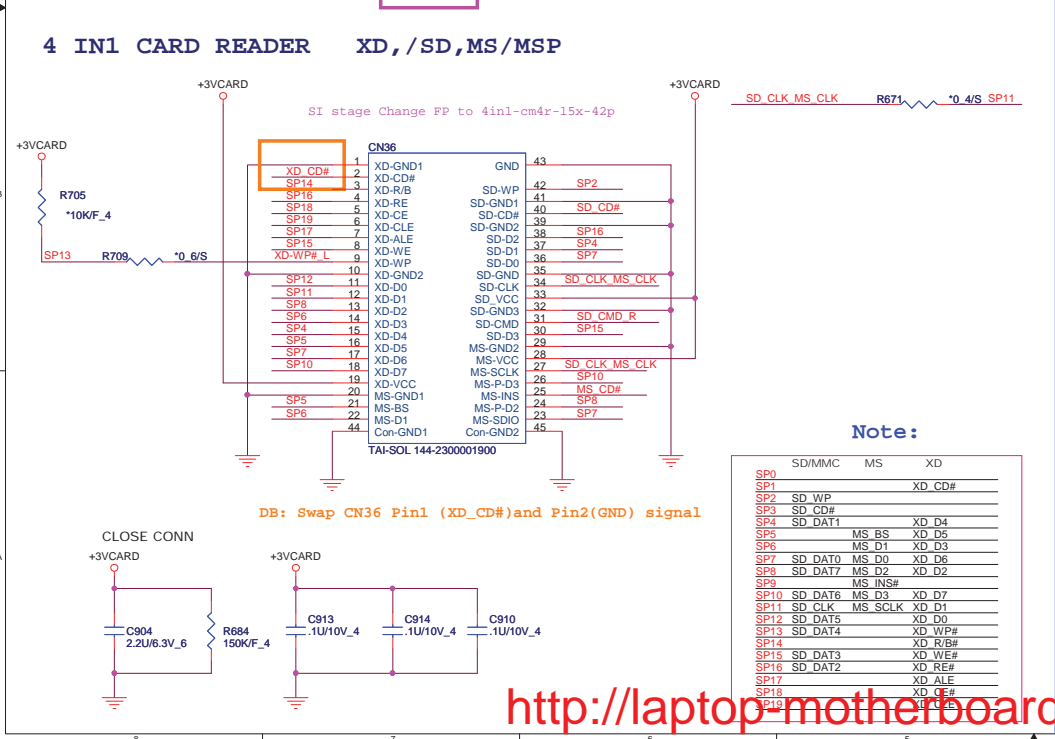 4 IN1 CARD READER XD,/SD,MS/MSP
+3VCARD
+3VCARD
SD_CLK_MS_CLK R671 *0_4/S SP11
SI stage Change FP to 4in1-cm4r-15x-42p
+3VCARD
R705
*10K/F_4
SP13 R709 *0_6/S
CN36
1 XD-GND1 GND 43
XD_CD# 2 XD-CD#
SP14 3 XD-R/B SD-WP 42 SP2
SP16 4 XD-RE SD-GND1 41
SP18 5 XD-CE SD-CD# 40 SD_CD#
SP19 6 XD-CLE SD-GND2 39
SP17 7 XD-ALE SD-D2 38 SP16
SP15 8 XD-WE SD-D1 37 SP4
XD-WP#_L 9 XD-WP SD-D0 36 SP7
10 XD-GND2 SD-GND 35
SP12 11 XD-D0 SD-CLK 34 SD_CLK_MS_CLK
SP11 12 XD-D1 SD_VCC 33
SP8 13 XD-D2 SD-GND3 32
SP6 14 XD-D3 SD-CMD 31 SD_CMD_R
SP4 15 XD-D4 SD-D3 30 SP15
SP5 16 XD-D5 MS-GND2 29
SP7 17 XD-D6 MS-VCC 28
SP10 18 XD-D7 MS-SCLK 27 SD_CLK_MS_CLK
19 XD-VCC MS-P-D3 26 SP10
20 MS-GND1 MS-INS 25 MS_CD#
SP5 21 MS-BS MS-P-D2 24 SP8
SP6 22 MS-D1 MS-SDIO 23 SP7
44 Con-GND1 Con-GND2 45
TAI-SOL 144-2300001900
DB: Swap CN36 Pin1 (XD_CD#)and Pin2(GND) signal
CLOSE CONN
+3VCARD
C904
2.2U/6.3V_6
R684
150K/F_4
+3VCARD
C913
.1U/10V_4
C914
.1U/10V_4
C910
.1U/10V_4
Note:
SD/MMC MS XD
SP0
SP1 XD_CD#
SP2 SD_WP
SP3 SD_CD#
SP4 SD_DAT1 XD_D4
SP5 MS_BS XD_D5
SP6 MS_D1 XD_D3
SP7 SD_DAT0 MS_D0 XD_D6
SP8 SD_DAT7 MS_D2 XD_D2
SP9 MS_INS#
SP10 SD_DAT6 MS_D3 XD_D7
SP11 SD_CLK MS_SCLK XD_D1
SP12 SD_DAT5 XD_D0
SP13 SD_DAT4 XD_WP#
SP14 XD_R/B#
SP15 SD_DAT3 XD_WE#
SP16 SD_DAT2 XD_RE#
SP17 XD_ALE
SP18 XD_CE#
SP19 XD_CLE
http://laptop-motherboard
7